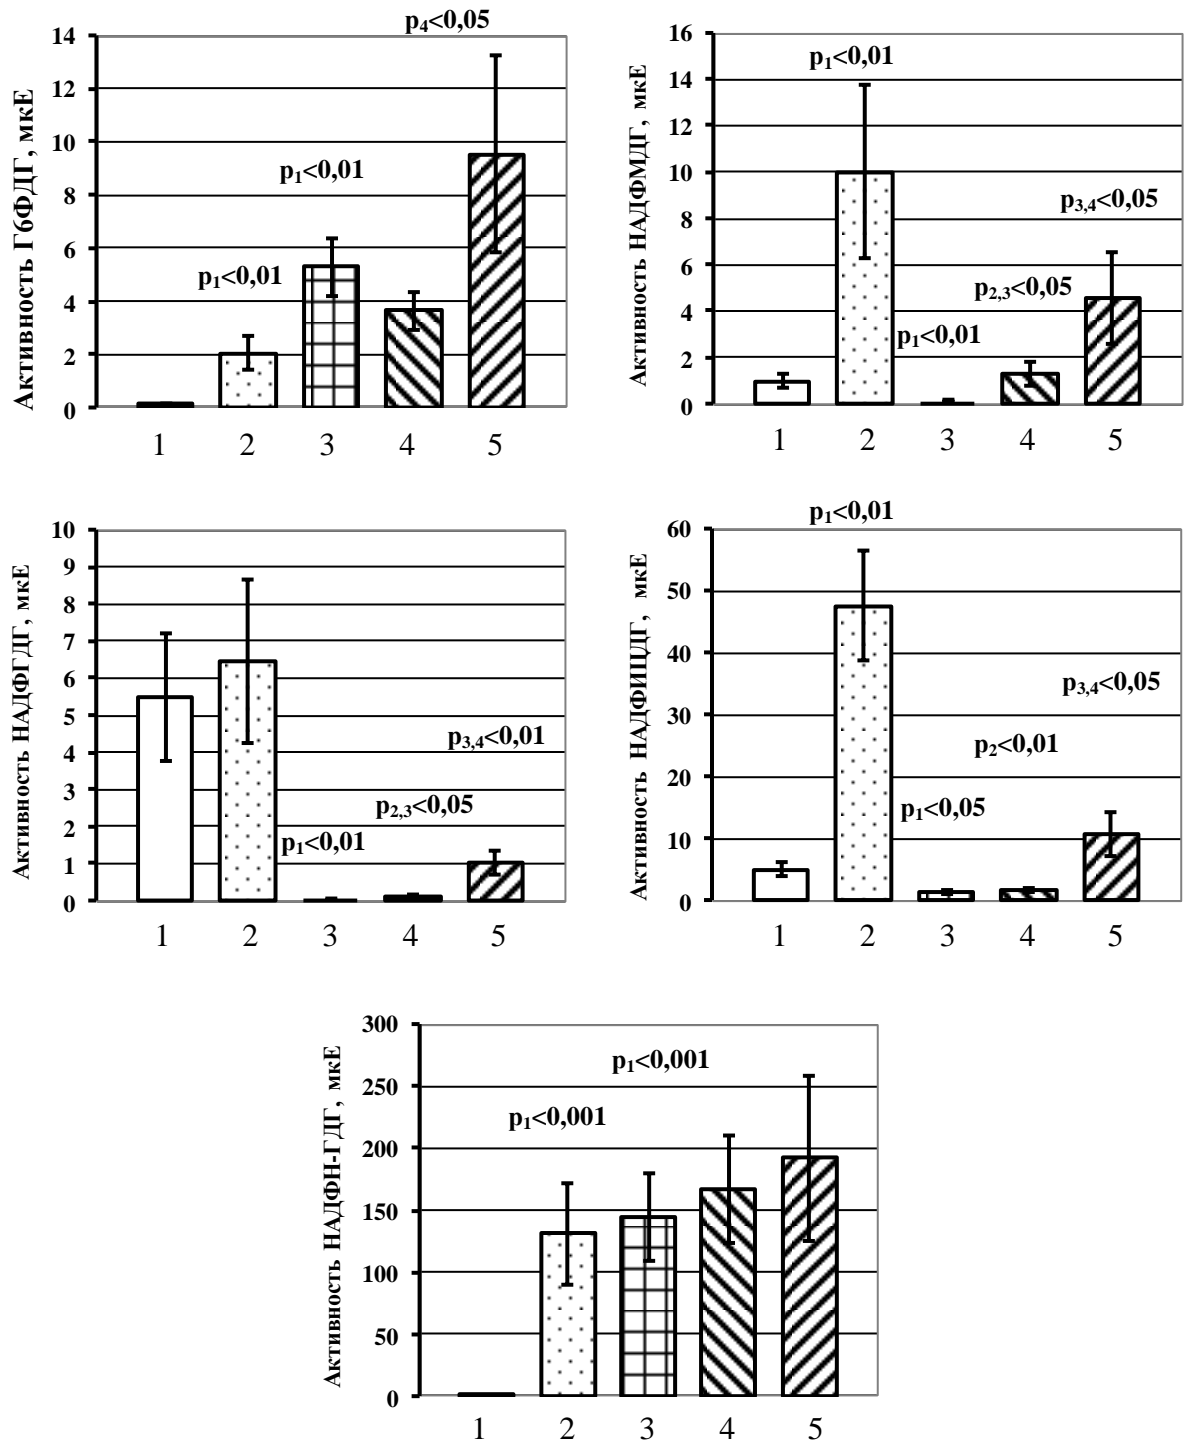 p4<0,05
Активность Г6ФДГ, мкЕ
14
12
10
8
6
4
2
0
p1<0,01
p1<0,01
1 2 3 4 5
Активность НАДФМДГ, мкЕ
16
14
12
10
8
6
4
2
0
p1<0,01
p3,4<0,05
p2,3<0,05
p1<0,01
1 2 3 4 5
Активность НАДФГДГ, мкЕ
10
9
8
7
6
5
4
3
2
1
0
p3,4<0,01
p2,3<0,05
p1<0,01
1 2 3 4 5
p1<0,01
Активность НАДФИЦДГ, мкЕ
60
50
40
30
20
10
0
p3,4<0,05
p2<0,01
p1<0,05
1 2 3 4 5
Активность НАДФН-ГДГ, мкЕ
300
250
200
150
100
50
0
p1<0,001
p1<0,001
1 2 3 4 5